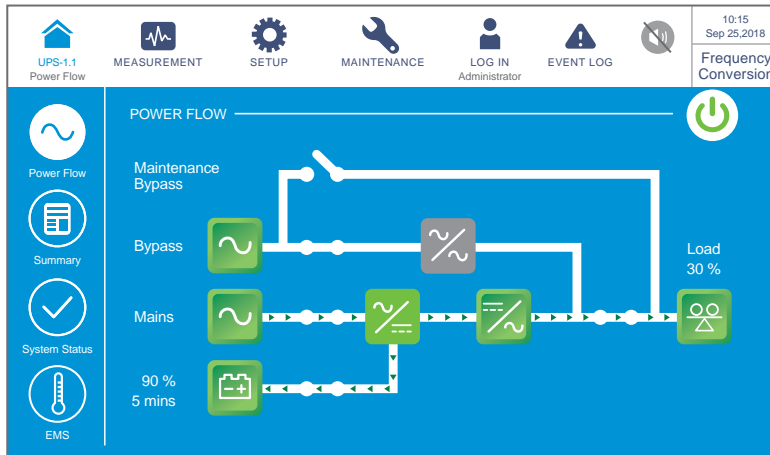 10:15
Sep 25,2018
UPS-1.1
Power Flow
MEASUREMENT
SETUP
MAINTENANCE
LOG IN
Administrator
EVENT LOG
Frequency
Conversion
POWER FLOW
Power Flow
Maintenance
Bypass
Summary
Bypass
Load
30 %
Mains
System Status
90 %
5 mins
EMS